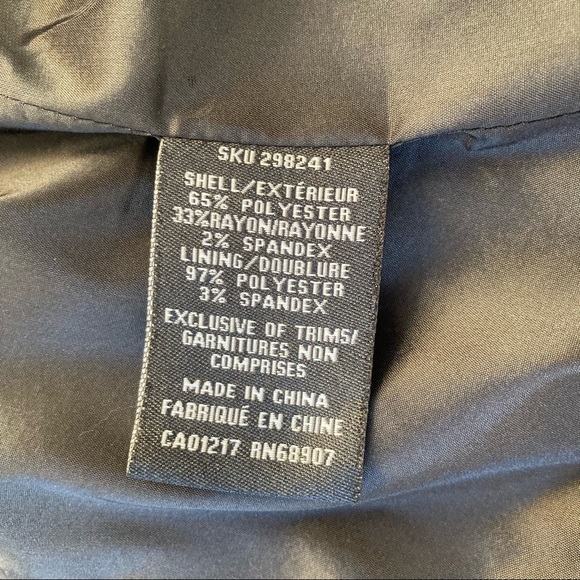 SKU 298241
SHELL/EXTÉRIEUR
65% POLYESTER
33%RAYON/RAYONNE
2% SPANDEX
LINING/DOUBLURE
97% POLYESTER
3% SPANDEX
EXCLUSIVE OF TRIMS/
GARNITURES NON
COMPRISES
MADE IN CHINA
FABRIQUÉ EN CHINE
CA01217 RN68907